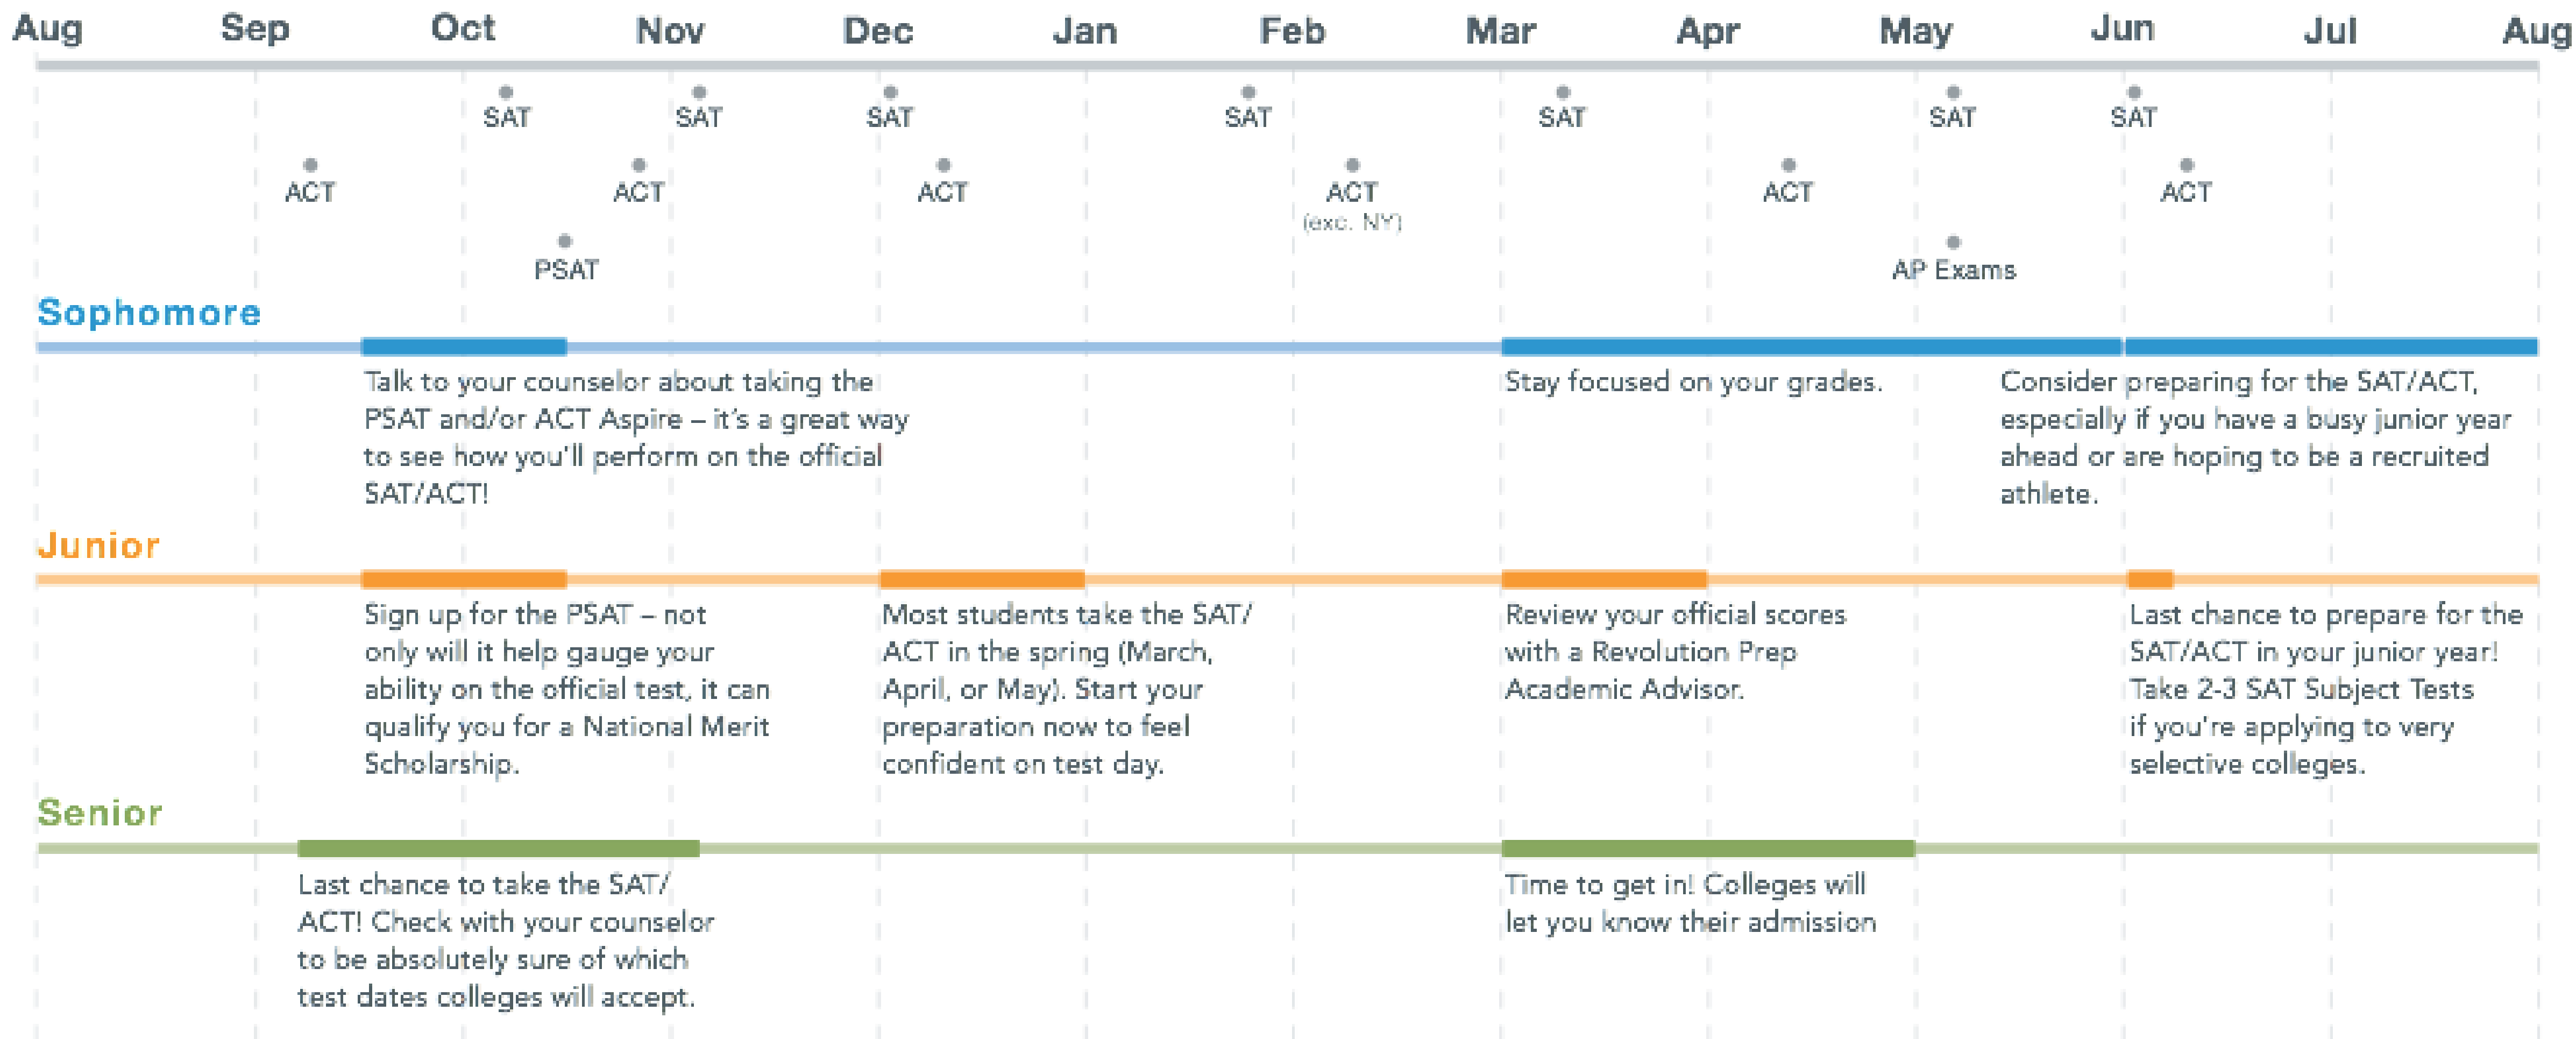 Aug Sep Oct Nov Dec Jan Feb Mar Apr May Jun Jul Aug
SAT SAT SAT SAT SAT SAT SAT
ACT ACT ACT ACT ACT ACT
(exc. NY)
PSAT AP Exams
Sophomore
Talk to your counselor about taking the
PSAT and/or ACT Aspire – it's a great way
to see how you'll perform on the official
SAT/ACT!
Stay focused on your grades.
Consider preparing for the SAT/ACT,
especially if you have a busy junior year
ahead or are hoping to be a recruited
athlete.
Junior
Sign up for the PSAT – not
only will it help gauge your
ability on the official test, it can
qualify you for a National Merit
Scholarship.
Most students take the SAT/
ACT in the spring (March,
April, or May). Start your
preparation now to feel
confident on test day.
Review your official scores
with a Revolution Prep
Academic Advisor.
Last chance to prepare for the
SAT/ACT in your junior year!
Take 2-3 SAT Subject Tests
if you're applying to very
selective colleges.
Senior
Last chance to take the SAT/
ACT! Check with your counselor
to be absolutely sure of which
test dates colleges will accept.
Time to get in! Colleges will
let you know their admission